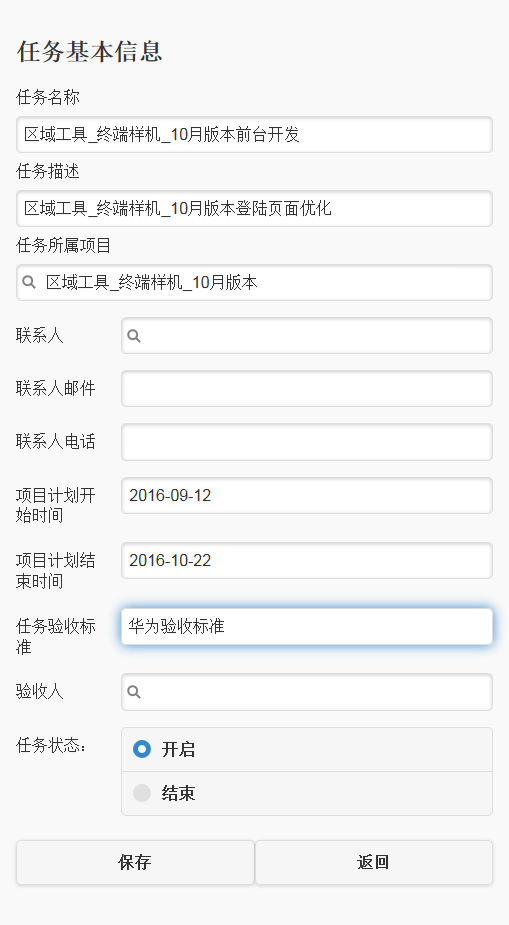 任务基本信息
任务名称
区域工具_终端样机_10月版本前台开发
任务描述
区域工具_终端样机_10月版本登陆页面优化
任务所属项目
区域工具_终端样机_10月版本
联系人
联系人邮件
联系人电话
项目计划开
始时间
2016-09-12
项目计划结
束时间
2016-10-22
任务验收标
准
华为验收标准
验收人
任务状态:
开启
结束
保存
返回